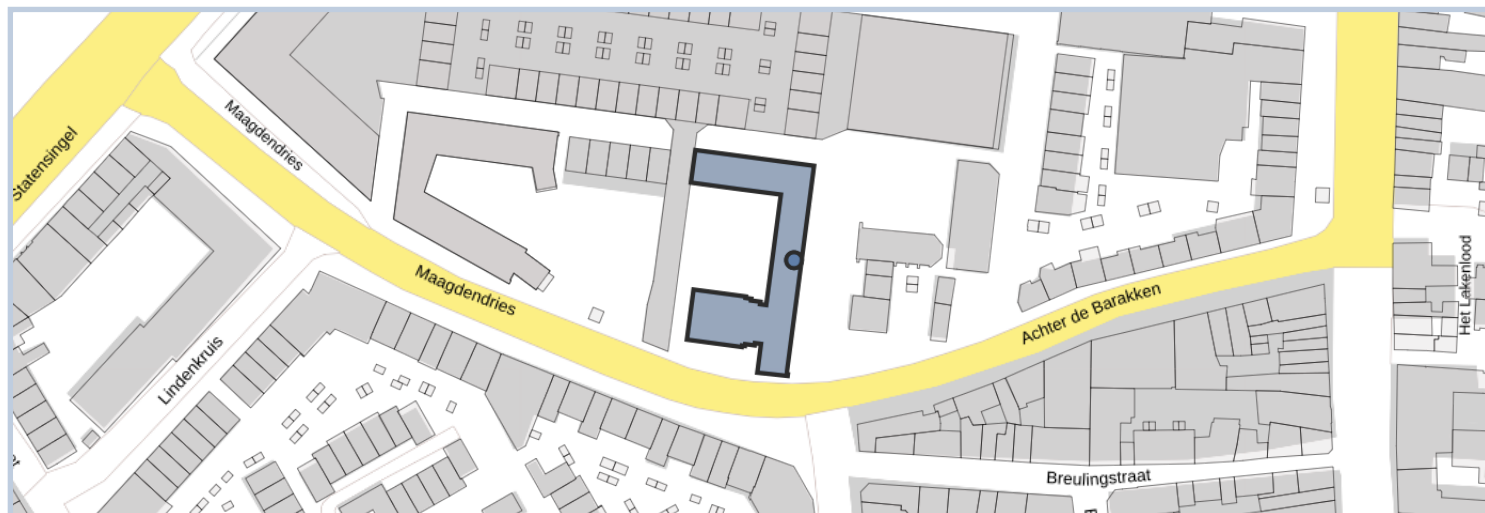 Maagdendries
Statensingel
Maagdendries
Achter de Barakken
Het Lakenlood
Lindenkruis
Breulingstraat